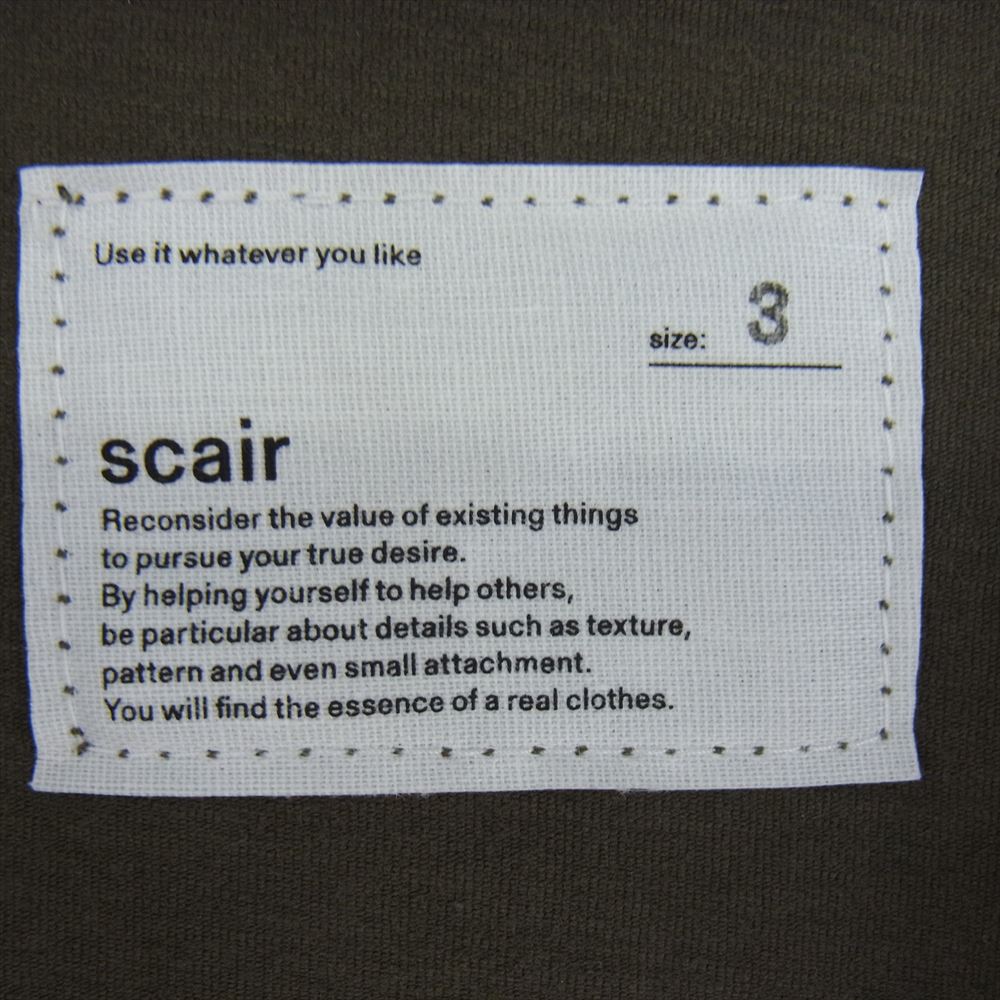 Use it whatever you like
size: 3
scair
Reconsider the value of existing things
to pursue your true desire.
By helping yourself to help others,
be particular about details such as texture,
pattern and even small attachment.
You will find the essence of a real clothes.